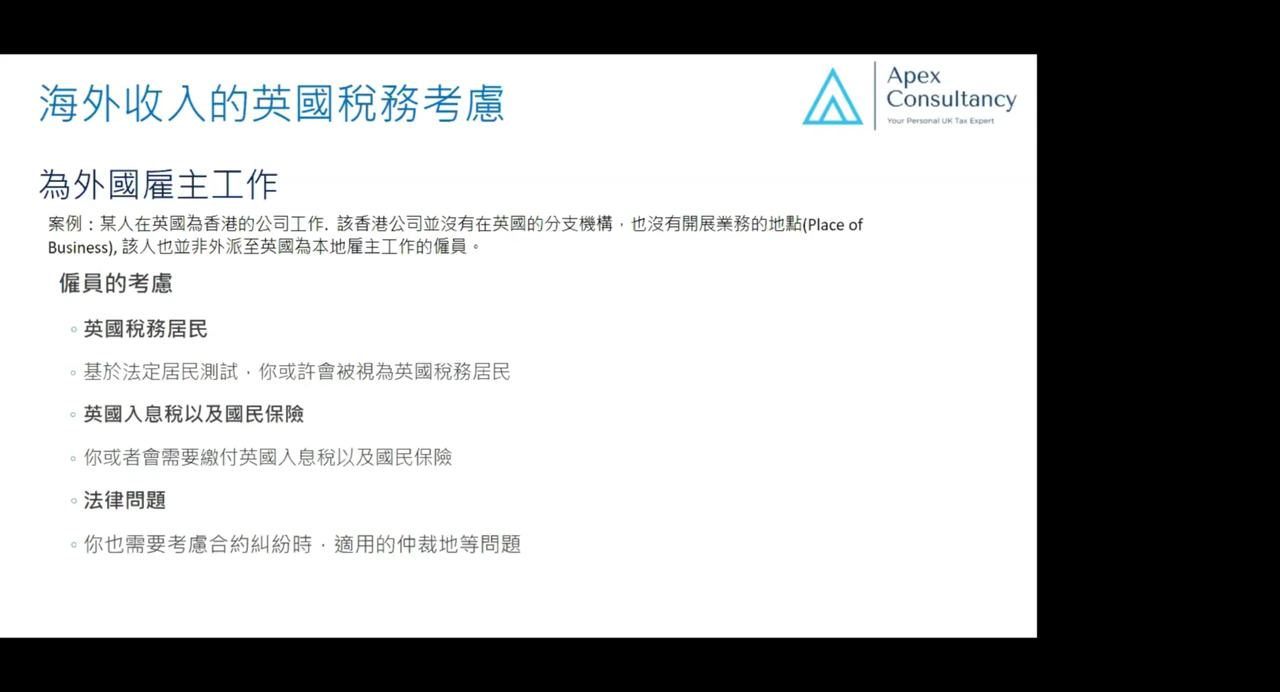 海外收入的英國稅務考慮
Apex
Consultancy
Your Personal UK Tax Expert
為外國雇主工作
案例：某人在英國為香港的公司工作. 該香港公司並沒有在英國的分支機構，也沒有開展業務的地點(Place of
Business), 該人也並非外派至英國為本地雇主工作的僱員。
僱員的考慮
◦ 英國稅務居民
◦ 基於法定居民測試，你或許會被視為英國稅務居民
◦ 英國入息稅以及國民保險
◦ 你或者會需要繳付英國入息稅以及國民保險
◦ 法律問題
◦ 你也需要考慮合約糾紛時，適用的仲裁地等問題